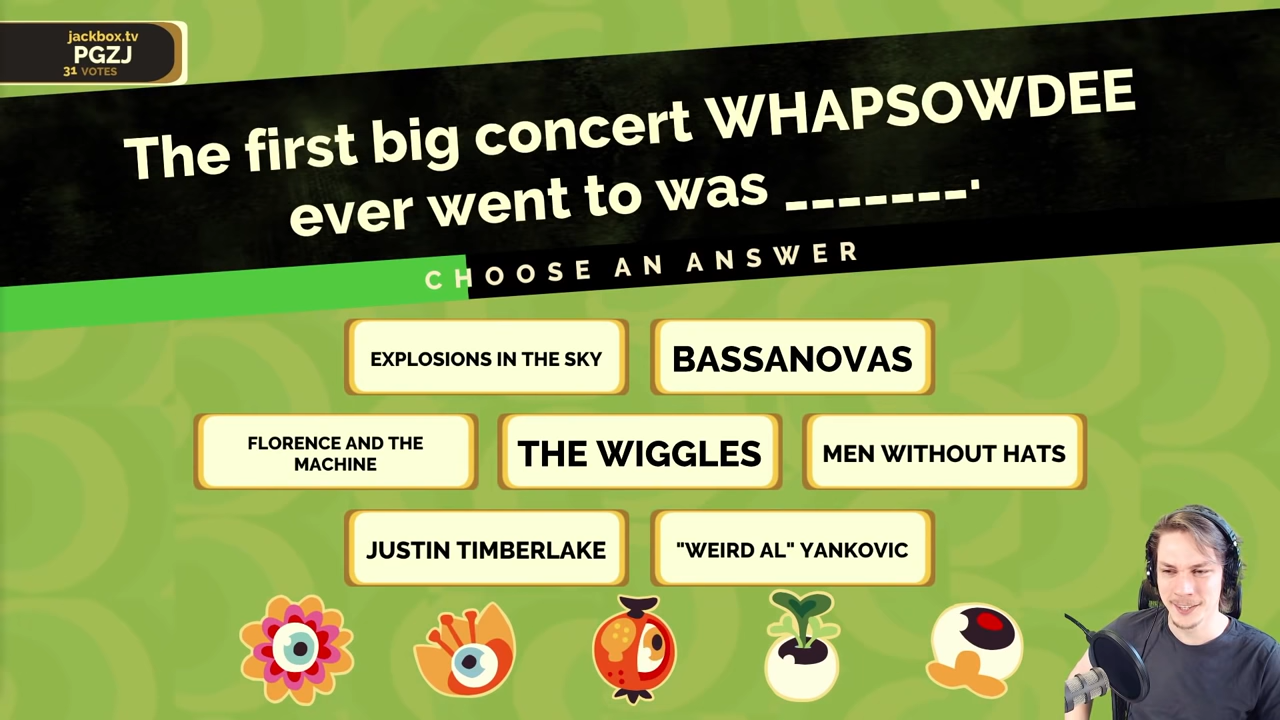 jackbox.tv
PGZJ
31 VOTES
The first big concert WHAPSOWDEE
ever went to was _______.
CHOOSE AN ANSWER
EXPLOSIONS IN THE SKY
BASSANOVAS
FLORENCE AND THE
MACHINE
THE WIGGLES
MEN WITHOUT HATS
JUSTIN TIMBERLAKE
"WEIRD AL" YANKOVIC